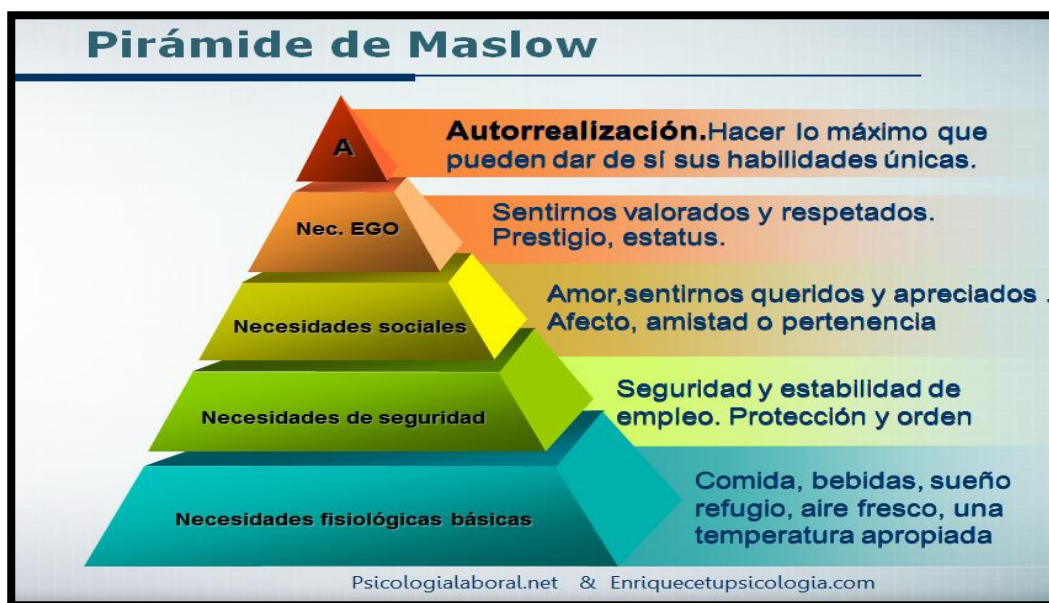 Pirámide de Maslow
A
Autorrealización.Hacer lo máximo que
pueden dar de sí sus habilidades únicas.
Nec. EGO
Sentirnos valorados y respetados.
Prestigio, estatus.
Necesidades sociales
Amor,sentirnos queridos y apreciados .
Afecto, amistad o pertenencia
Necesidades de seguridad
Seguridad y estabilidad de
empleo. Protección y orden
Necesidades fisiológicas básicas
Comida, bebidas, sueño
refugio, aire fresco, una
temperatura apropiada
Psicologialaboral.net & Enriquecetupsicologia.com